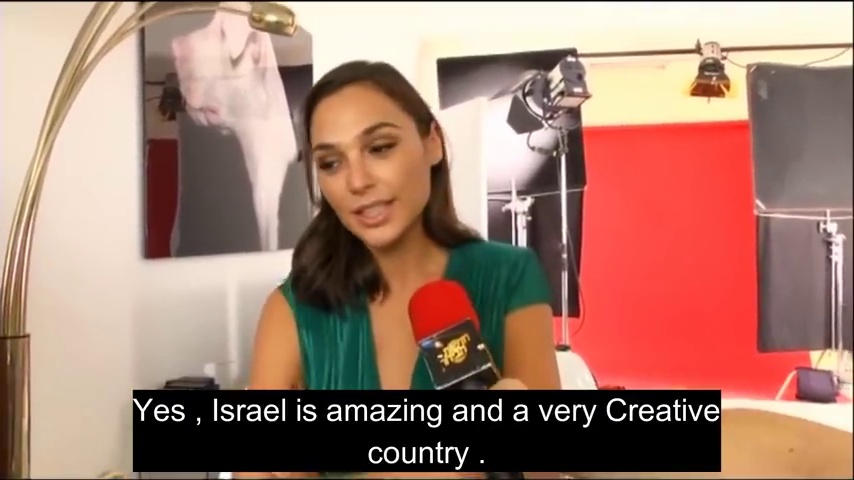 Yes , Israel is amazing and a very Creative
country .